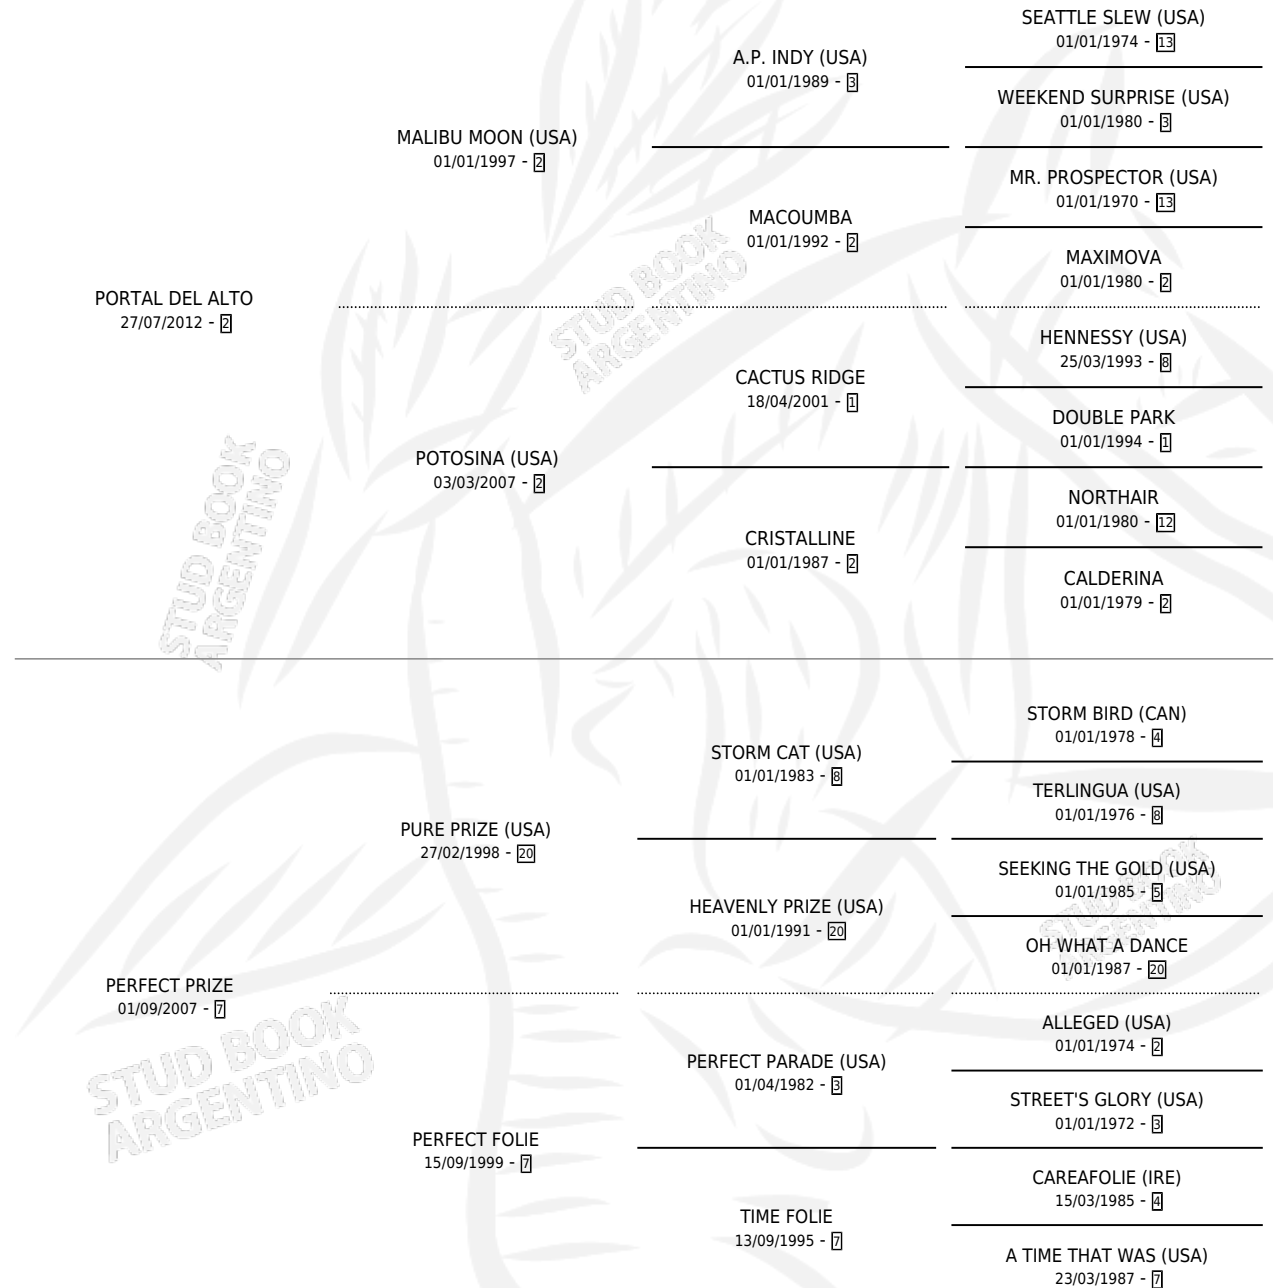 SEATTLE SLEW (USA)
01/01/1974 - 13
A.P. INDY (USA)
01/01/1989 - 3
WEEKEND SURPRISE (USA)
01/01/1980 - 3
MALIBU MOON (USA)
01/01/1997 - 2
MR. PROSPECTOR (USA)
01/01/1970 - 13
MACOUMBA
01/01/1992 - 2
MAXIMOVA
01/01/1980 - 2
PORTAL DEL ALTO
27/07/2012 - 2
STUD BOOK
ARGENTINO
HENNESSY (USA)
25/03/1993 - 8
CACTUS RIDGE
18/04/2001 - 1
DOUBLE PARK
01/01/1994 - 1
POTOSINA (USA)
03/03/2007 - 2
NORTHAIR
01/01/1980 - 12
CRISTALLINE
01/01/1987 - 2
CALDERINA
01/01/1979 - 2
STUD BOOK
ARGENTINO
STORM BIRD (CAN)
01/01/1978 - 4
STORM CAT (USA)
01/01/1983 - 8
TERLINGUA (USA)
01/01/1976 - 8
PURE PRIZE (USA)
27/02/1998 - 20
SEEKING THE GOLD (USA)
01/01/1985 - 5
HEAVENLY PRIZE (USA)
01/01/1991 - 20
STUD BOOK
ARGENTINO
OH WHAT A DANCE
01/01/1987 - 20
PERFECT PRIZE
01/09/2007 - 7
ALLEGED (USA)
01/01/1974 - 2
PERFECT PARADE (USA)
01/04/1982 - 3
STREET'S GLORY (USA)
01/01/1972 - 3
STUD BOOK
ARGENTINO
PERFECT FOLIE
15/09/1999 - 7
CAREAFOLIE (IRE)
15/03/1985 - 4
TIME FOLIE
13/09/1995 - 7
A TIME THAT WAS (USA)
23/03/1987 - 7